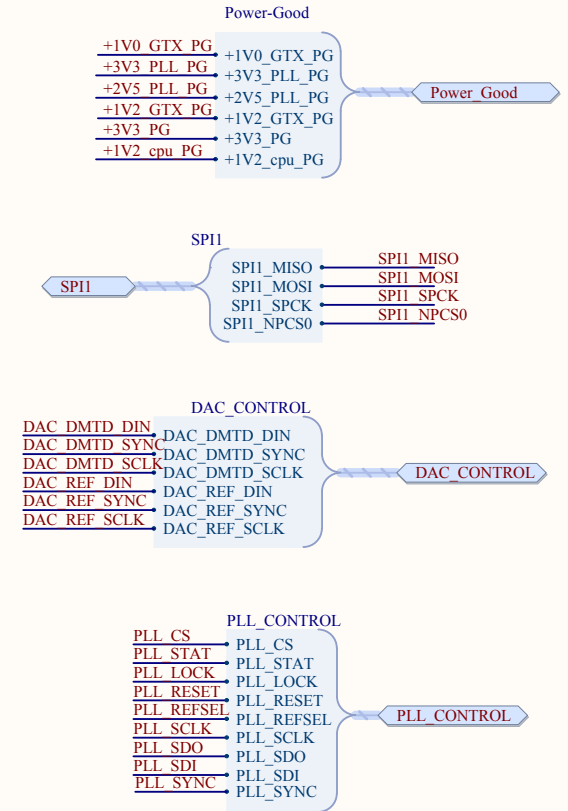 Power-Good
+1V0_GTX_PG +1V0_GTX_PG
+3V3_PLL_PG +3V3_PLL_PG
+2V5_PLL_PG +2V5_PLL_PG
+1V2_GTX_PG +1V2_GTX_PG
+3V3_PG +3V3_PG
+1V2_cpu_PG +1V2_cpu_PG
Power_Good
SPI1
SPI1
SPI1_MISO SPI1_MISO
SPI1_MOSI SPI1_MOSI
SPI1_SPCK SPI1_SPCK
SPI1_NPCS0 SPI1_NPCS0
DAC_CONTROL
DAC_DMTD_DIN DAC_DMTD_DIN
DAC_DMTD_SYNC DAC_DMTD_SYNC
DAC_DMTD_SCLK DAC_DMTD_SCLK
DAC_REF_DIN DAC_REF_DIN
DAC_REF_SYNC DAC_REF_SYNC
DAC_REF_SCLK DAC_REF_SCLK
DAC_CONTROL
PLL_CONTROL
PLL_CS PLL_CS
PLL_STAT PLL_STAT
PLL_LOCK PLL_LOCK
PLL_RESET PLL_RESET
PLL_REFSEL PLL_REFSEL
PLL_SCLK PLL_SCLK
PLL_SDO PLL_SDO
PLL_SDI PLL_SDI
PLL_SYNC PLL_SYNC
PLL_CONTROL